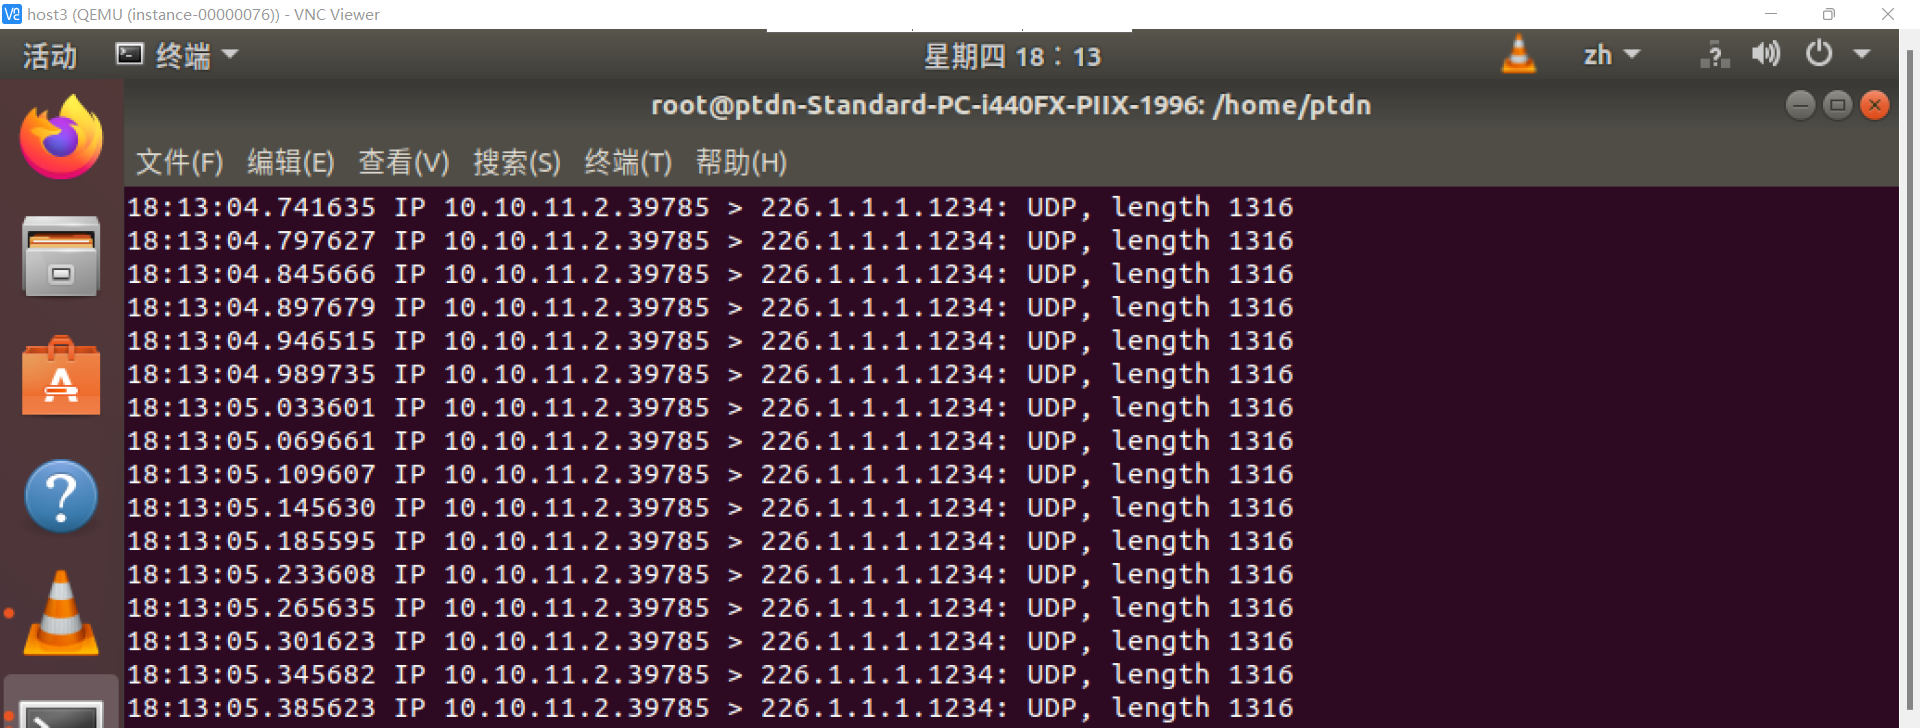 host3 (QEMU (instance-00000076)) - VNC Viewer
活动 终端 星期四 18：13 zh
root@ptdn-Standard-PC-i440FX-PIIX-1996: /home/ptdn
文件(F) 编辑(E) 查看(V) 搜索(S) 终端(T) 帮助(H)
18:13:04.741635 IP 10.10.11.2.39785 > 226.1.1.1.1234: UDP, length 1316
18:13:04.797627 IP 10.10.11.2.39785 > 226.1.1.1.1234: UDP, length 1316
18:13:04.845666 IP 10.10.11.2.39785 > 226.1.1.1.1234: UDP, length 1316
18:13:04.897679 IP 10.10.11.2.39785 > 226.1.1.1.1234: UDP, length 1316
18:13:04.946515 IP 10.10.11.2.39785 > 226.1.1.1.1234: UDP, length 1316
18:13:04.989735 IP 10.10.11.2.39785 > 226.1.1.1.1234: UDP, length 1316
18:13:05.033601 IP 10.10.11.2.39785 > 226.1.1.1.1234: UDP, length 1316
18:13:05.069661 IP 10.10.11.2.39785 > 226.1.1.1.1234: UDP, length 1316
18:13:05.109607 IP 10.10.11.2.39785 > 226.1.1.1.1234: UDP, length 1316
18:13:05.145630 IP 10.10.11.2.39785 > 226.1.1.1.1234: UDP, length 1316
18:13:05.185595 IP 10.10.11.2.39785 > 226.1.1.1.1234: UDP, length 1316
18:13:05.233608 IP 10.10.11.2.39785 > 226.1.1.1.1234: UDP, length 1316
18:13:05.265635 IP 10.10.11.2.39785 > 226.1.1.1.1234: UDP, length 1316
18:13:05.301623 IP 10.10.11.2.39785 > 226.1.1.1.1234: UDP, length 1316
18:13:05.345682 IP 10.10.11.2.39785 > 226.1.1.1.1234: UDP, length 1316
18:13:05.385623 IP 10.10.11.2.39785 > 226.1.1.1.1234: UDP, length 1316